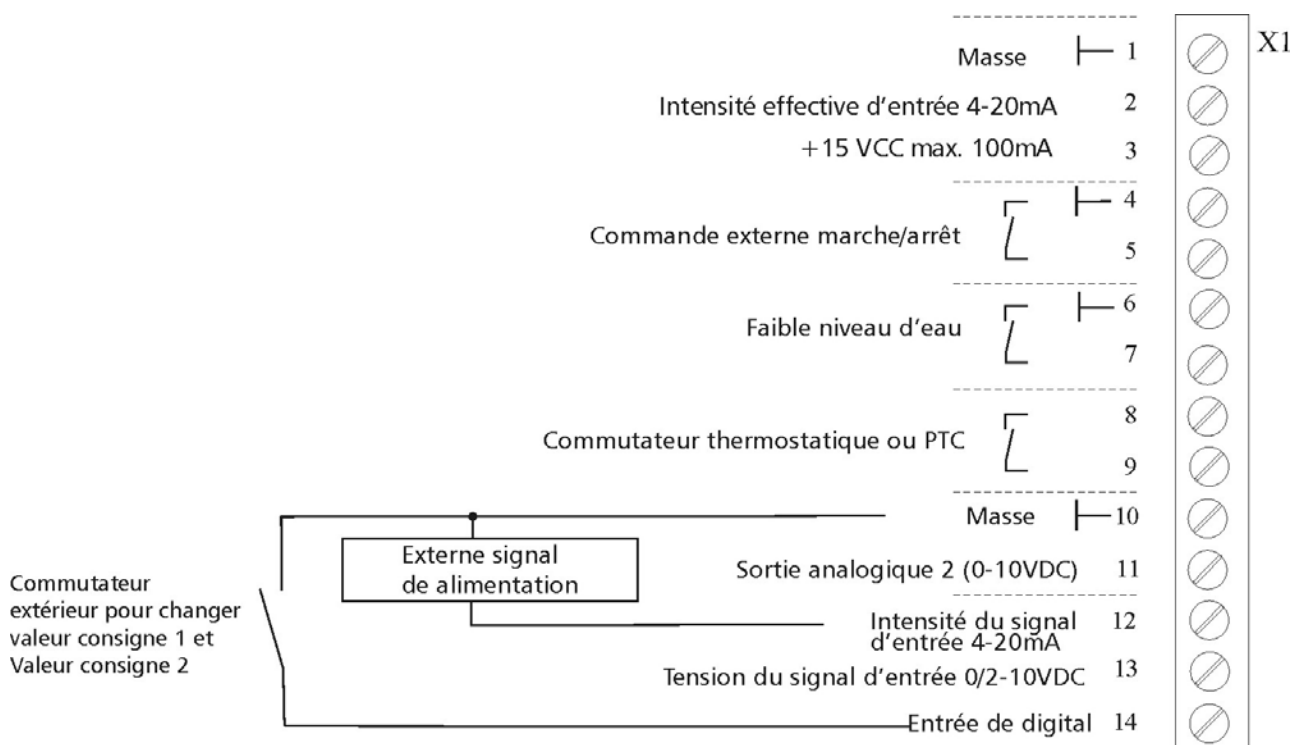 X1
Masse 1
Intensité effective d'entrée 4-20mA 2
+15 VCC max. 100mA 3
4
Commande externe marche/arrêt
5
6
Faible niveau d'eau
7
8
Commutateur thermostatique ou PTC
9
Masse 10
Externe signal
de alimentation
Sortie analogique 2 (0-10VDC) 11
Commutateur
extérieur pour changer
valeur consigne 1 et
Valeur consigne 2
Intensité du signal 12
d'entrée 4-20mA
Tension du signal d'entrée 0/2-10VDC 13
Entrée de digital 14